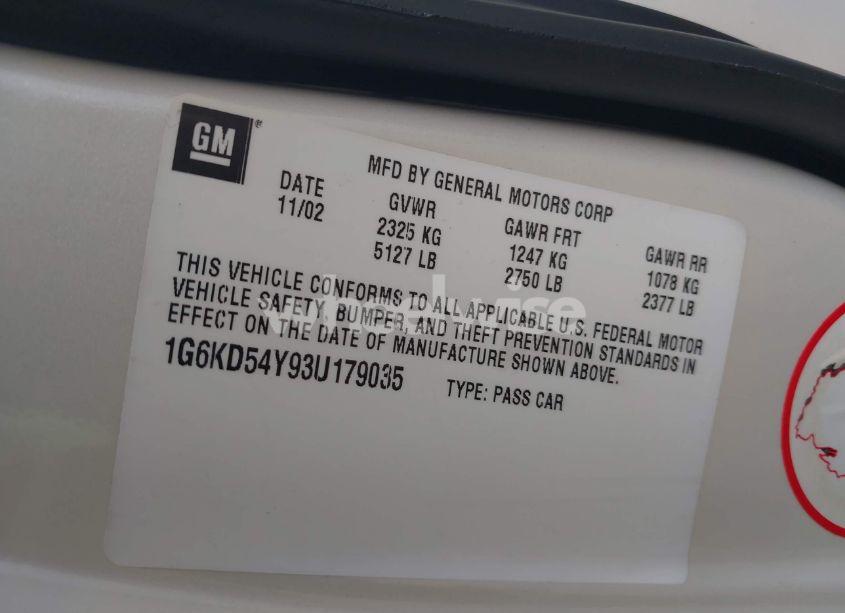 GM®
MFD BY GENERAL MOTORS CORP
DATE GVWR GAWR FRT GAWR RR
11/02 2325 KG 1247 KG 1078 KG
5127 LB 2750 LB 2377 LB
THIS VEHICLE CONFORMS TO ALL APPLICABLE U.S. FEDERAL MOTOR
VEHICLE SAFETY, BUMPER, AND THEFT PREVENTION STANDARDS IN
EFFECT ON THE DATE OF MANUFACTURE SHOWN ABOVE.
1G6KD54Y93U179035 TYPE: PASS CAR
wheelwise